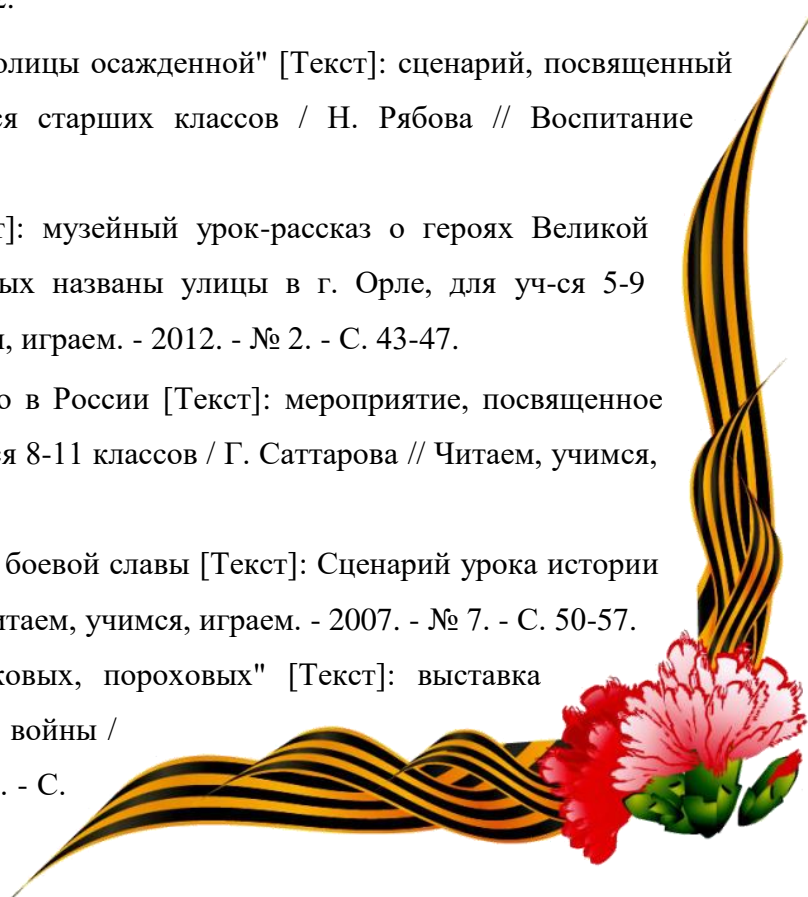 2.
олицы осажденной" [Текст]: сценарий, посвященный
ся старших классов / Н. Рябова // Воспитание
т]: музейный урок-рассказ о героях Великой
ых названы улицы в г. Орле, для уч-ся 5-9
и, играем. - 2012. - № 2. - С. 43-47.
о в России [Текст]: мероприятие, посвященное
ся 8-11 классов / Г. Саттарова // Читаем, учимся,
боевой славы [Текст]: Сценарий урока истории
итаем, учимся, играем. - 2007. - № 7. - С. 50-57.
ковых, пороховых" [Текст]: выставка
войны /
. - С.